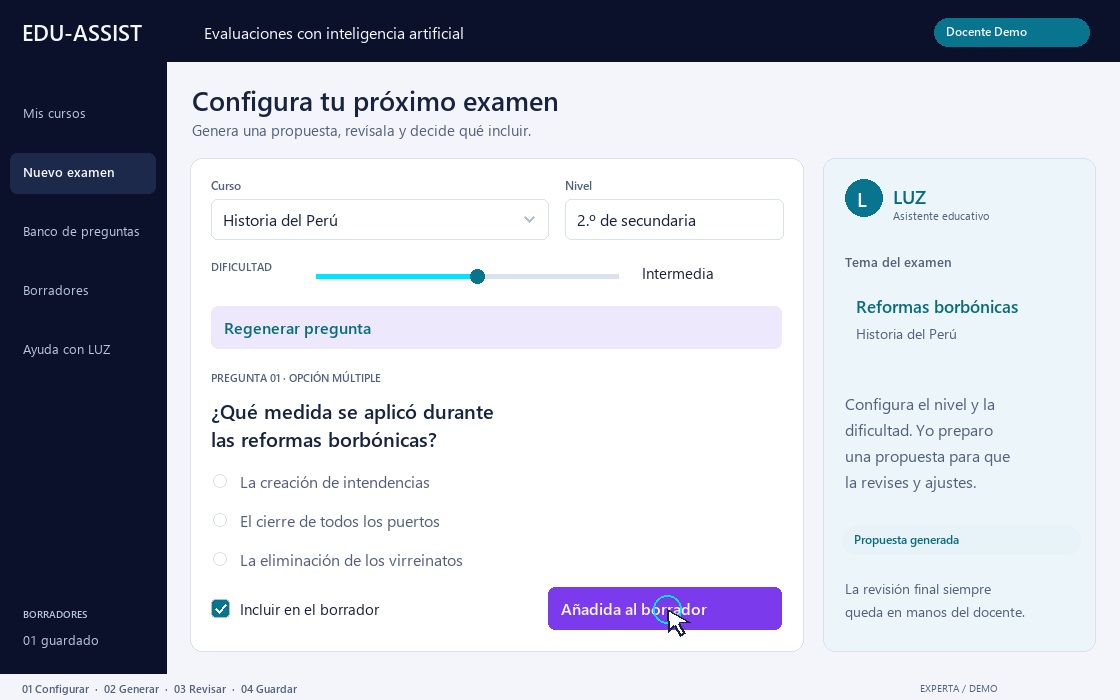 EDU-ASSIST
Evaluaciones con inteligencia artificial
Docente Demo
Mis cursos
Nuevo examen
Banco de preguntas
Borradores
Ayuda con LUZ
BORRADORES
01 guardado
Configura tu próximo examen
Genera una propuesta, revísala y decide qué incluir.
Curso
Nivel
Historia del Perú
2.º de secundaria
DIFICULTAD
Intermedia
Regenerar pregunta
PREGUNTA 01 · OPCIÓN MÚLTIPLE
¿Qué medida se aplicó durante
las reformas borbónicas?
La creación de intendencias
El cierre de todos los puertos
La eliminación de los virreinatos
Incluir en el borrador
Añadida al borrador
L
LUZ
Asistente educativo
Tema del examen
Reformas borbónicas
Historia del Perú
Configura el nivel y la
dificultad. Yo preparo
una propuesta para que
la revises y ajustes.
Propuesta generada
La revisión final siempre
queda en manos del docente.
01 Configurar · 02 Generar · 03 Revisar · 04 Guardar
EXPERTA / DEMO